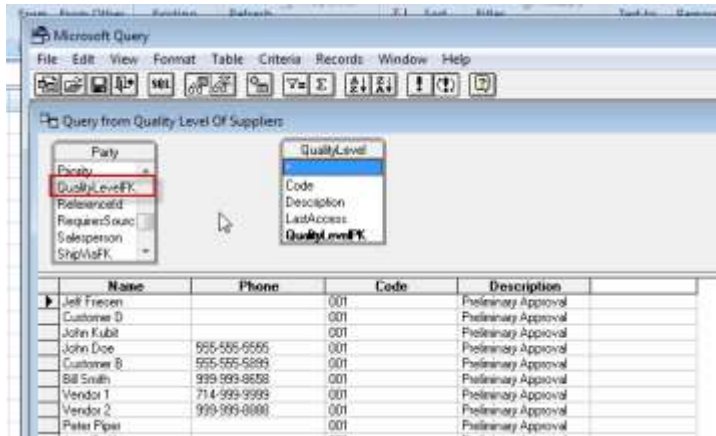 Microsoft Query
File Edit View Format Table Criteria Records Window Help
SQL
Query from Quality Level Of Suppliers
Party
Priority
QualityLevelFK
ReferenceId
RequiresSourc
Salesperson
ShipViaFK
QualityLevel
*
Code
Description
LastAccess
QualityLevelPK
Name Phone Code Description
Jeff Friesen 001 Preliminary Approval
Customer D 001 Preliminary Approval
John Kubit 001 Preliminary Approval
John Doe 555-555-5555 001 Preliminary Approval
Customer B 555-555-5899 001 Preliminary Approval
Bill Smith 999-999-8658 001 Preliminary Approval
Vendor 1 714-999-9999 001 Preliminary Approval
Vendor 2 999-999-8888 001 Preliminary Approval
Peter Piper 001 Preliminary Approval